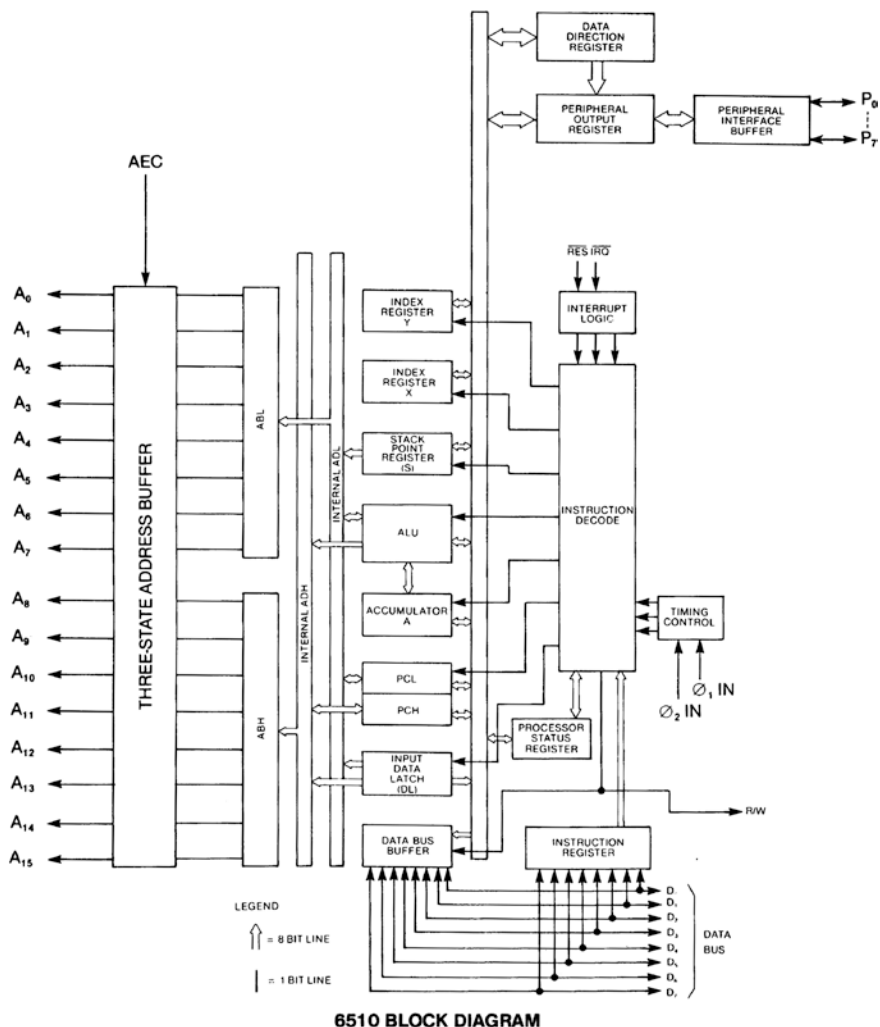 DATA
DIRECTION
REGISTER
PERIPHERAL
OUTPUT
REGISTER
PERIPHERAL
INTERFACE
BUFFER
P₀
P₇
AEC
RES IRQ
INTERRUPT
LOGIC
A₀
A₁
A₂
A₃
A₄
A₅
A₆
A₇
A₈
A₉
A₁₀
A₁₁
A₁₂
A₁₃
A₁₄
A₁₅
THREE-STATE ADDRESS BUFFER
ABL
ABH
INTERNAL ADH
INTERNAL ADL
INDEX
REGISTER
Y
INDEX
REGISTER
X
STACK
POINT
REGISTER
(S)
ALU
ACCUMULATOR
A
PCL
PCH
INPUT
DATA
LATCH
(DL)
DATA BUS
BUFFER
INSTRUCTION
DECODE
TIMING
CONTROL
Ø₂ IN
Ø₁ IN
PROCESSOR
STATUS
REGISTER
R/W
INSTRUCTION
REGISTER
D
D₁
D₂
D₃
D₄
D₅
D₆
D
DATA
BUS
LEGEND
= 8 BIT LINE
= 1 BIT LINE
6510 BLOCK DIAGRAM